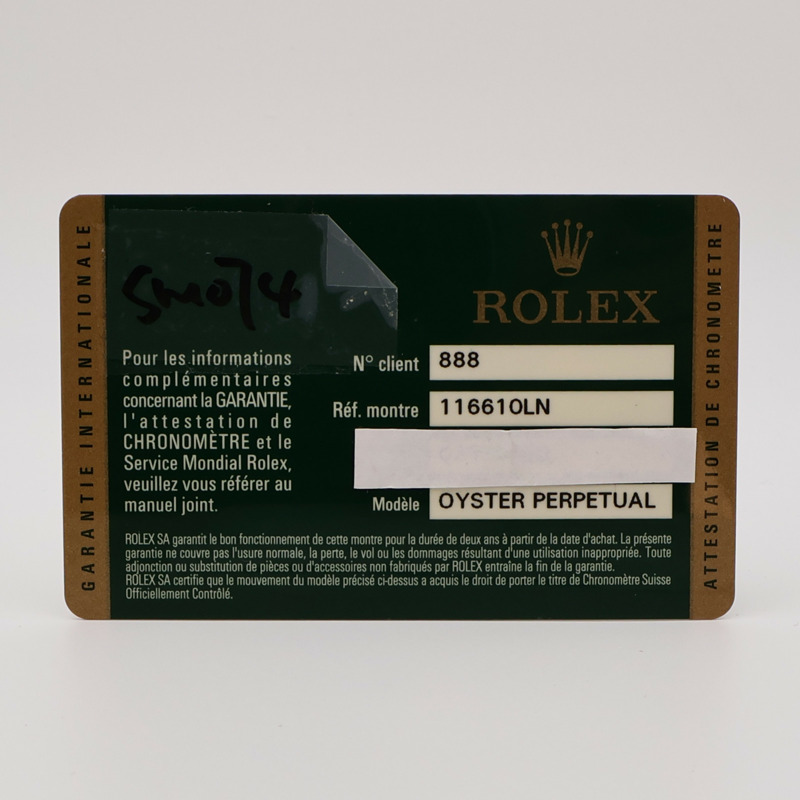 GARANTIE INTERNATIONALE
ROLEX
N° client 888
Réf. montre 116610LN
Modèle OYSTER PERPETUAL
Pour les informations
complémentaires
concernant la GARANTIE,
l'attestation de
CHRONOMÈTRE et le
Service Mondial Rolex,
veuillez vous référer au
manuel joint.
ROLEX SA garantit le bon fonctionnement de cette montre pour la durée de deux ans à partir de la date d'achat. La présente
garantie ne couvre pas l'usure normale, la perte, le vol ou les dommages résultant d'une utilisation inappropriée. Toute
adjonction ou substitution de pièces ou d'accessoires non fabriqués par ROLEX entraîne la fin de la garantie.
ROLEX SA certifie que le mouvement du modèle précisé ci-dessus a acquis le droit de porter le titre de Chronomètre Suisse
Officiellement Contrôlé.
ATTESTATION DE CHRONOMETRE